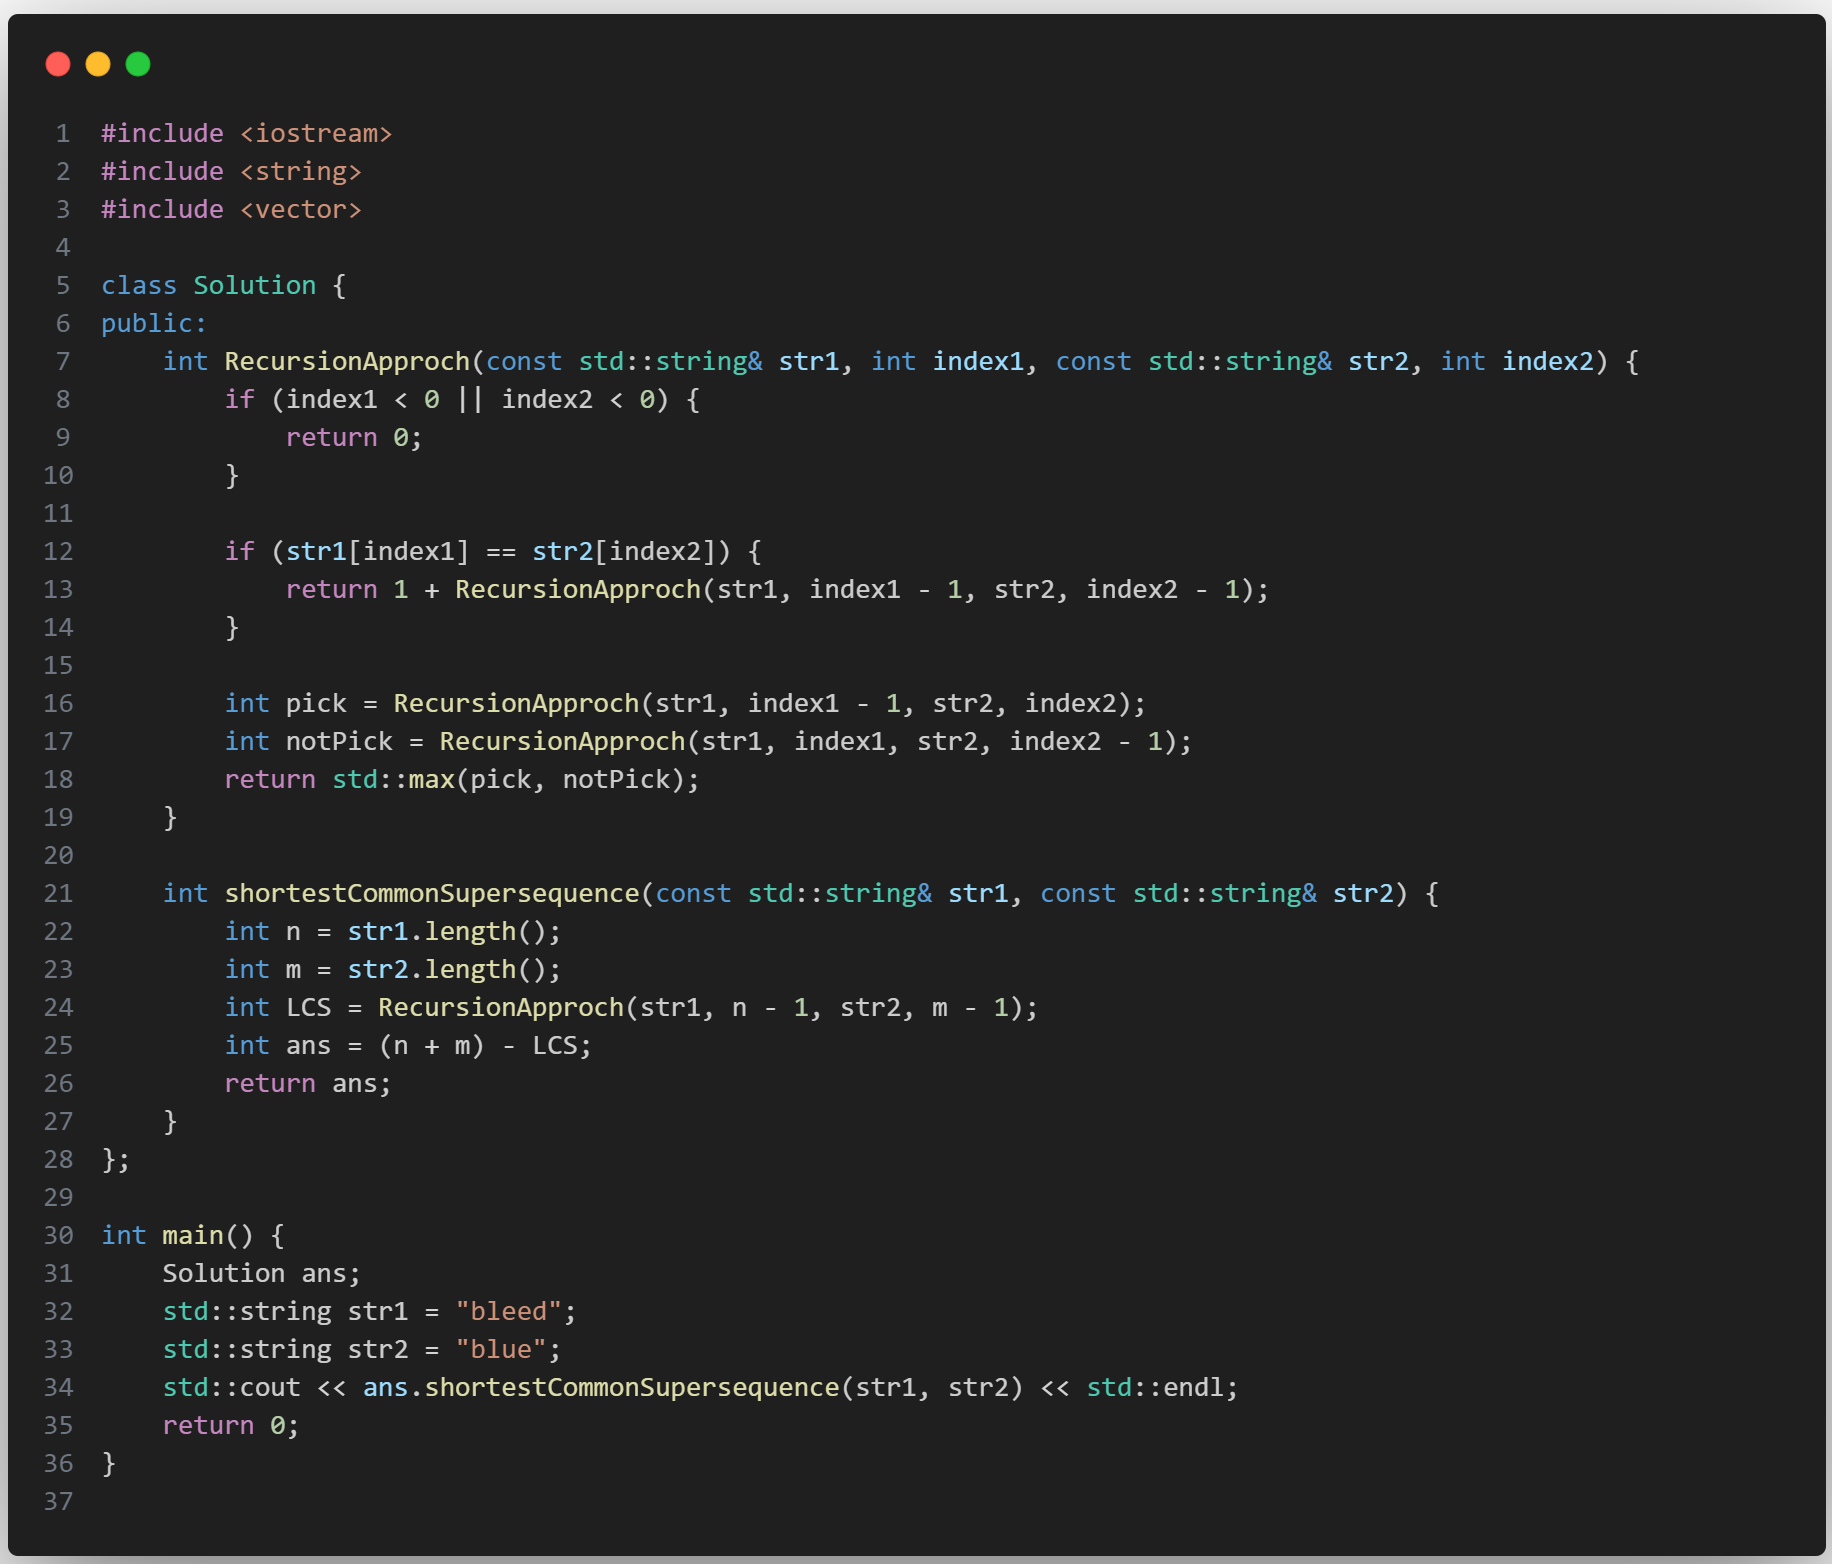 1 #include <iostream>
2 #include <string>
3 #include <vector>
4
5 class Solution {
6 public:
7     int RecursionApproch(const std::string& str1, int index1, const std::string& str2, int index2) {
8         if (index1 < 0 || index2 < 0) {
9             return 0;
10         }
11
12         if (str1[index1] == str2[index2]) {
13             return 1 + RecursionApproch(str1, index1 - 1, str2, index2 - 1);
14         }
15
16         int pick = RecursionApproch(str1, index1 - 1, str2, index2);
17         int notPick = RecursionApproch(str1, index1, str2, index2 - 1);
18         return std::max(pick, notPick);
19     }
20
21     int shortestCommonSupersequence(const std::string& str1, const std::string& str2) {
22         int n = str1.length();
23         int m = str2.length();
24         int LCS = RecursionApproch(str1, n - 1, str2, m - 1);
25         int ans = (n + m) - LCS;
26         return ans;
27     }
28 };
29
30 int main() {
31     Solution ans;
32     std::string str1 = "bleed";
33     std::string str2 = "blue";
34     std::cout << ans.shortestCommonSupersequence(str1, str2) << std::endl;
35     return 0;
36 }
37